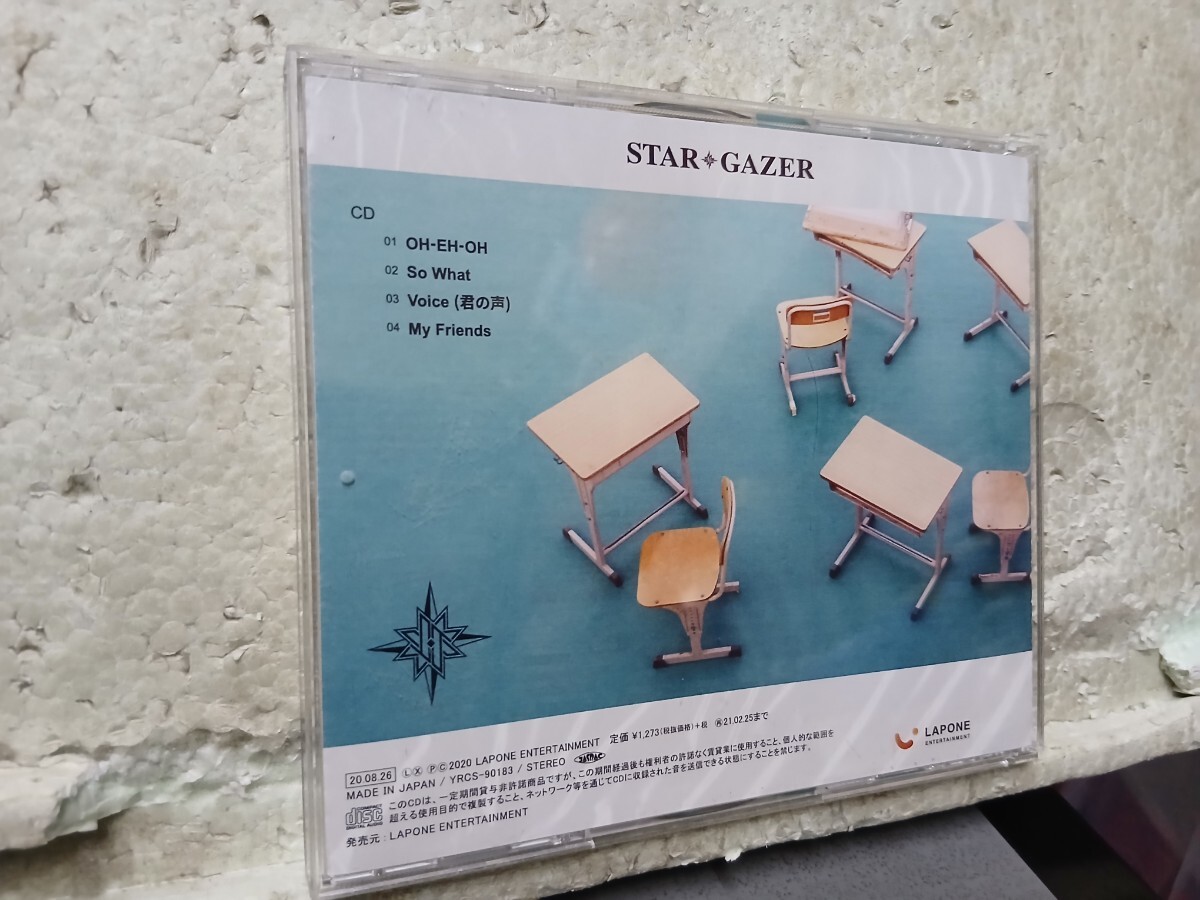 STAR GAZER
CD
01 OH-EH-OH
02 So What
03 Voice (君の声)
04 My Friends
20.08.26 LX ⓅⒸ2020 LAPONE ENTERTAINMENT 定価 ¥1,273(税抜価格)+税 Ⓡ21.02.25まで
MADE IN JAPAN / YRCS-90183 / STEREO JASRAC
このCDは、一定期間貸与非許諾商品ですが、この期間経過後も権利者の許諾なく賃貸業に使用すること、個人的な範囲を
超える使用目的で複製すること、ネットワーク等を通じてCDに収録された音を送信できる状態にすることを禁じます。
COMPACT
disc
DIGITAL AUDIO
発売元：LAPONE ENTERTAINMENT
LAPONE
ENTERTAINMENT